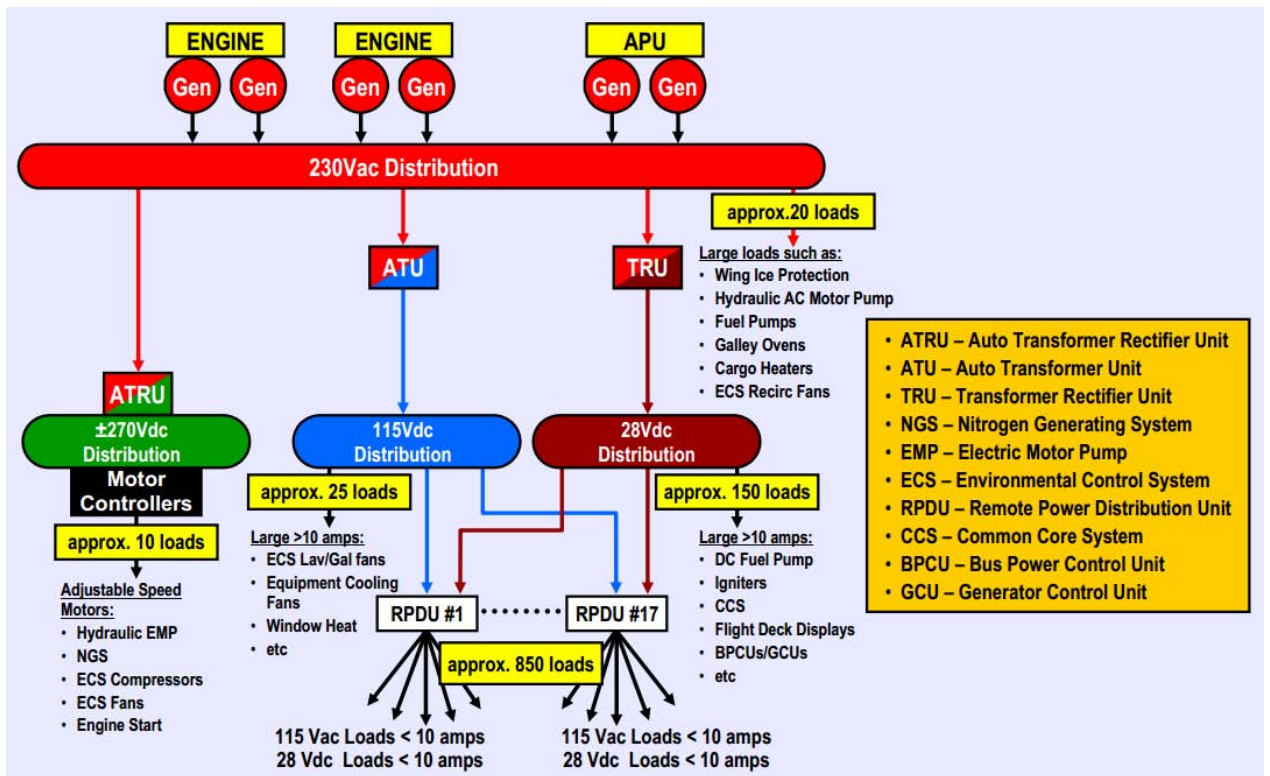 ENGINE
ENGINE
APU
Gen
Gen
Gen
Gen
Gen
Gen
230Vac Distribution
approx.20 loads
Large loads such as:
• Wing Ice Protection
• Hydraulic AC Motor Pump
• Fuel Pumps
• Galley Ovens
• Cargo Heaters
• ECS Recirc Fans
ATU
TRU
ATRU
±270Vdc
Distribution
Motor
Controllers
approx. 10 loads
Adjustable Speed
Motors:
• Hydraulic EMP
• NGS
• ECS Compressors
• ECS Fans
• Engine Start
115Vdc
Distribution
approx. 25 loads
Large >10 amps:
• ECS Lav/Gal fans
• Equipment Cooling
Fans
• Window Heat
• etc
28Vdc
Distribution
approx. 150 loads
Large >10 amps:
• DC Fuel Pump
• Igniters
• CCS
• Flight Deck Displays
• BPCUs/GCUs
• etc
RPDU #1
RPDU #17
approx. 850 loads
115 Vac Loads < 10 amps
28 Vdc Loads < 10 amps
115 Vac Loads < 10 amps
28 Vdc Loads < 10 amps
• ATRU – Auto Transformer Rectifier Unit
• ATU – Auto Transformer Unit
• TRU – Transformer Rectifier Unit
• NGS – Nitrogen Generating System
• EMP – Electric Motor Pump
• ECS – Environmental Control System
• RPDU – Remote Power Distribution Unit
• CCS – Common Core System
• BPCU – Bus Power Control Unit
• GCU – Generator Control Unit